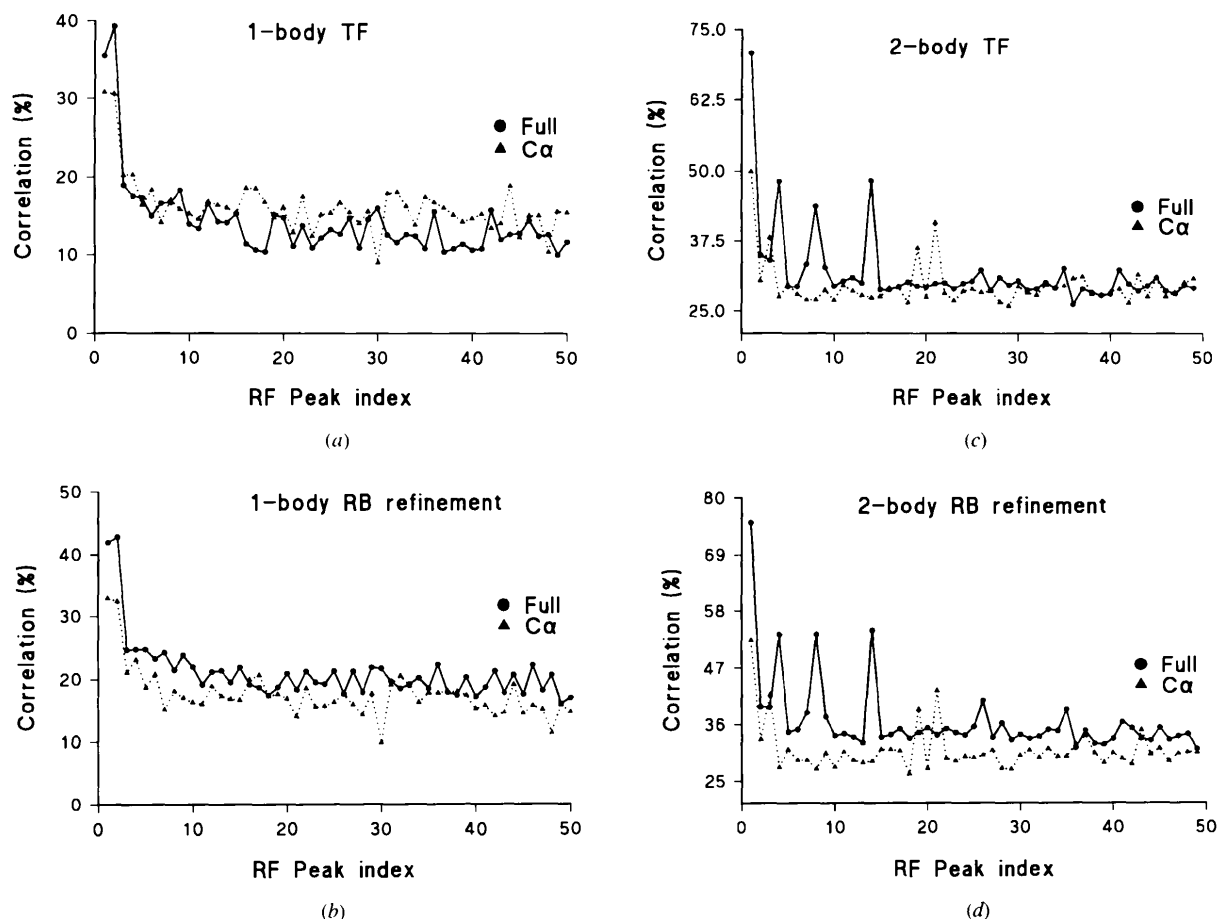 1-body TF
40
30
20
10
0
Correlation (%)
Full
Cα
0 10 20 30 40 50
RF Peak index
(a)
2-body TF
75.0
62.5
50.0
37.5
25.0
Correlation (%)
Full
Cα
0 10 20 30 40 50
RF Peak index
(c)
1-body RB refinement
50
40
30
20
10
0
Correlation (%)
Full
Cα
0 10 20 30 40 50
RF Peak index
(b)
2-body RB refinement
80
69
58
47
36
25
Correlation (%)
Full
Cα
0 10 20 30 40 50
RF Peak index
(d)